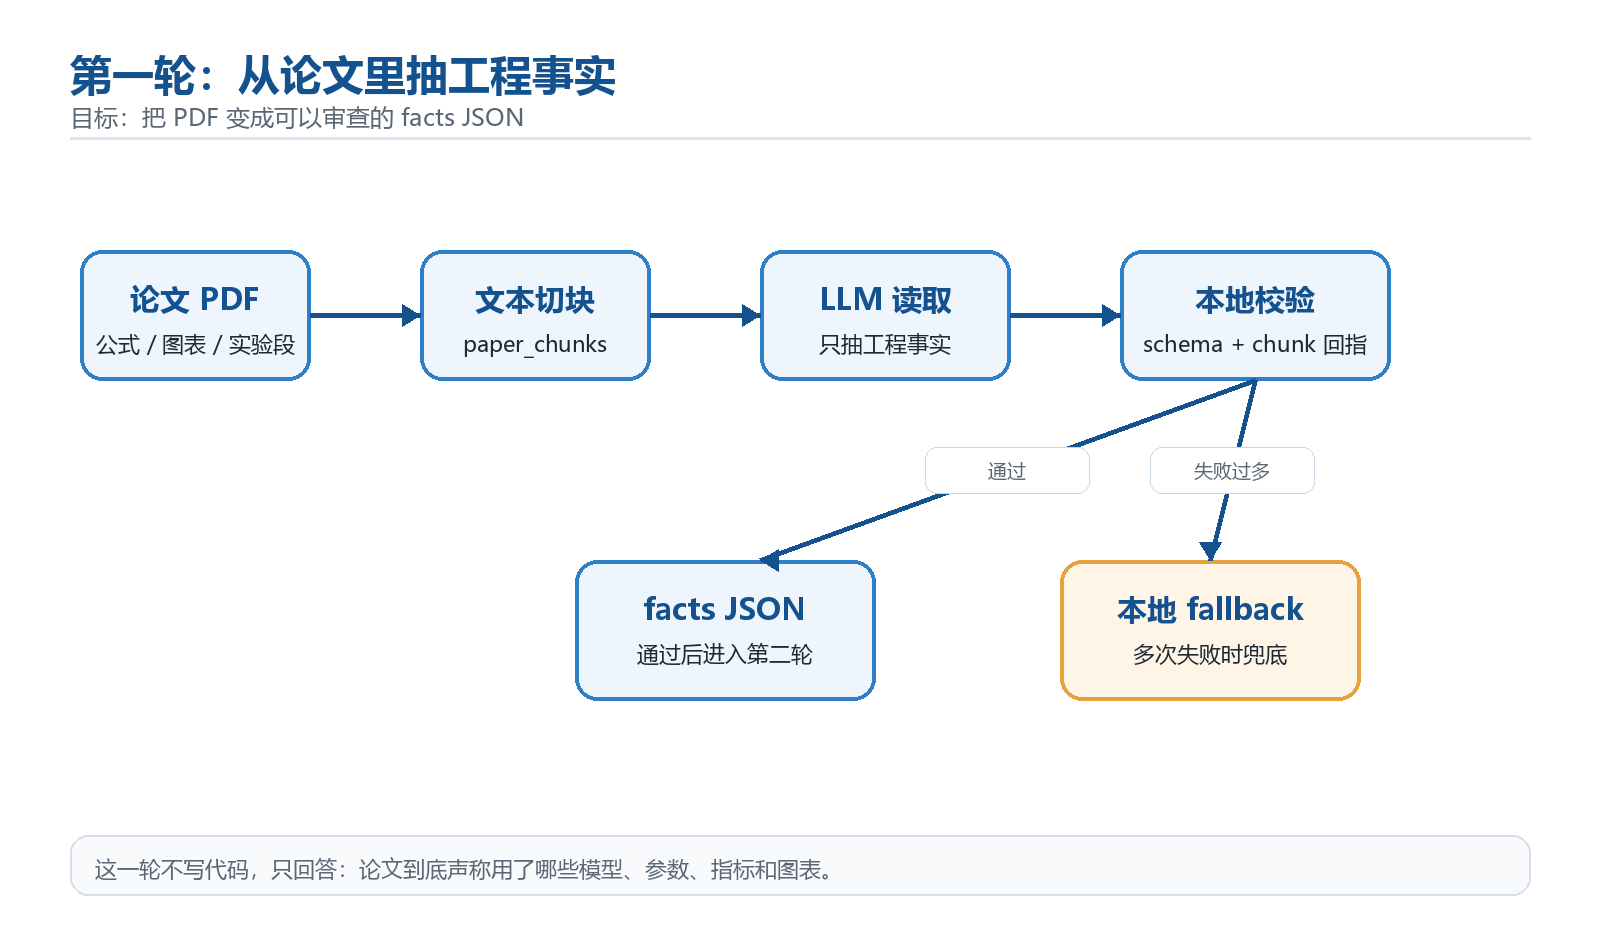 第一轮：从论文里抽工程事实
目标：把 PDF 变成可以审查的 facts JSON
论文 PDF
公式 / 图表 / 实验段
文本切块
paper_chunks
LLM 读取
只抽工程事实
本地校验
schema + chunk 回指
通过
失败过多
facts JSON
通过后进入第二轮
本地 fallback
多次失败时兜底
这一轮不写代码，只回答：论文到底声称用了哪些模型、参数、指标和图表。